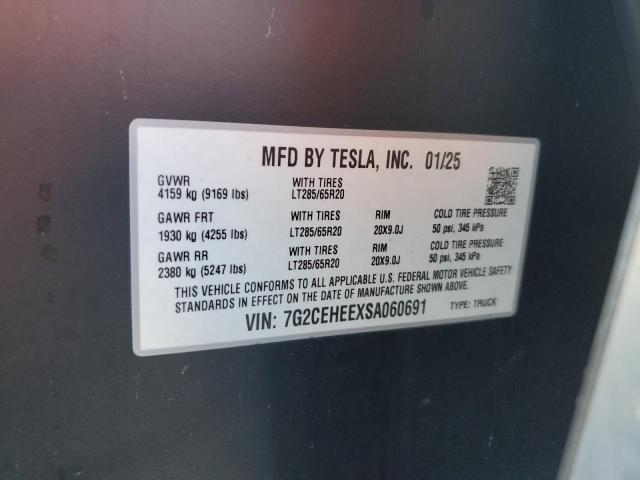 MFD BY TESLA, INC. 01/25
GVWR WITH TIRES
4159 kg (9169 lbs) LT285/65R20
GAWR FRT WITH TIRES RIM COLD TIRE PRESSURE
1930 kg (4255 lbs) LT285/65R20 20X9.0J 50 psi, 345 kPa
GAWR RR WITH TIRES RIM COLD TIRE PRESSURE
2380 kg (5247 lbs) LT285/65R20 20X9.0J 50 psi, 345 kPa
THIS VEHICLE CONFORMS TO ALL APPLICABLE U.S. FEDERAL MOTOR VEHICLE SAFETY
STANDARDS IN EFFECT ON THE DATE OF MANUFACTURE SHOWN ABOVE.
VIN: 7G2CEHEEXSA060691 TYPE: TRUCK